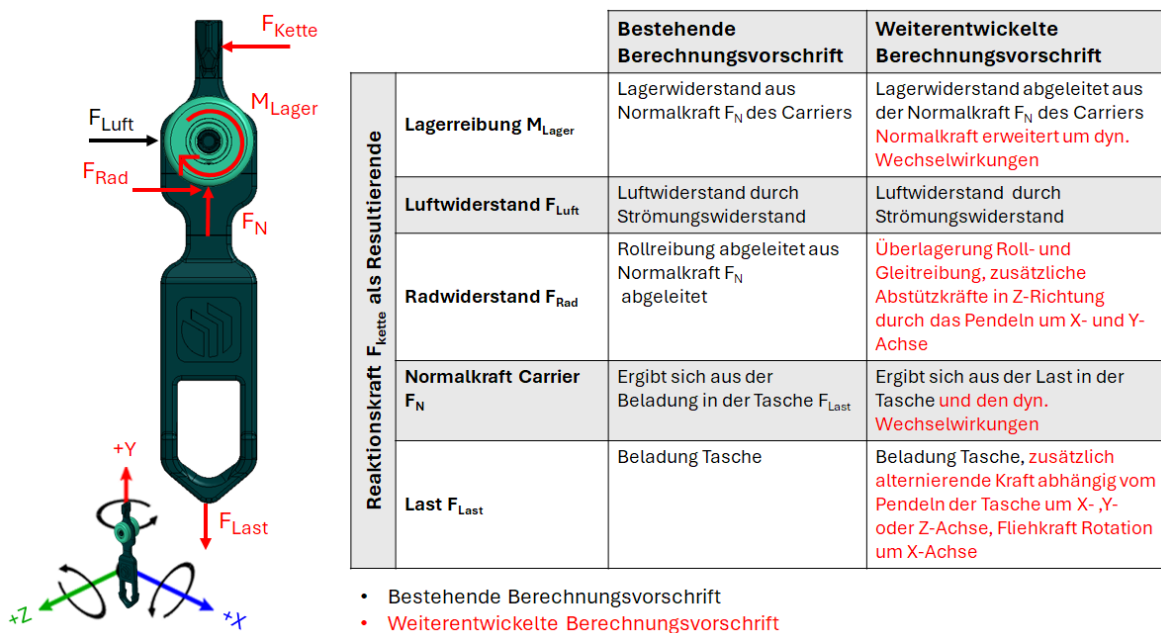 F_Kette
M_Lager
F_Luft
F_Rad
F_N
F_Last
+Y
+Z
+X
Bestehende
Berechnungsvorschrift
Weiterentwickelte
Berechnungsvorschrift
Reaktionskraft F_kette als Resultierende
Lagerreibung M_Lager
Lagerwiderstand aus
Normalkraft F_N des Carriers
Lagerwiderstand abgeleitet aus
der Normalkraft F_N des Carriers
Normalkraft erweitert um dyn.
Wechselwirkungen
Luftwiderstand F_Luft
Luftwiderstand durch
Strömungswiderstand
Luftwiderstand durch
Strömungswiderstand
Radwiderstand F_Rad
Rollreibung abgeleitet aus
Normalkraft F_N
abgeleitet
Überlagerung Roll- und
Gleitreibung, zusätzliche
Abstützkräfte in Z-Richtung
durch das Pendeln um X- und Y-
Achse
Normalkraft Carrier
F_N
Ergibt sich aus der
Beladung in der Tasche F_Last
Ergibt sich aus der Last in der
Tasche und den dyn.
Wechselwirkungen
Last F_Last
Beladung Tasche
Beladung Tasche, zusätzlich
alternierende Kraft abhängig vom
Pendeln der Tasche um X- ,Y-
oder Z-Achse, Fliehkraft Rotation
um X-Achse
• Bestehende Berechnungsvorschrift
• Weiterentwickelte Berechnungsvorschrift